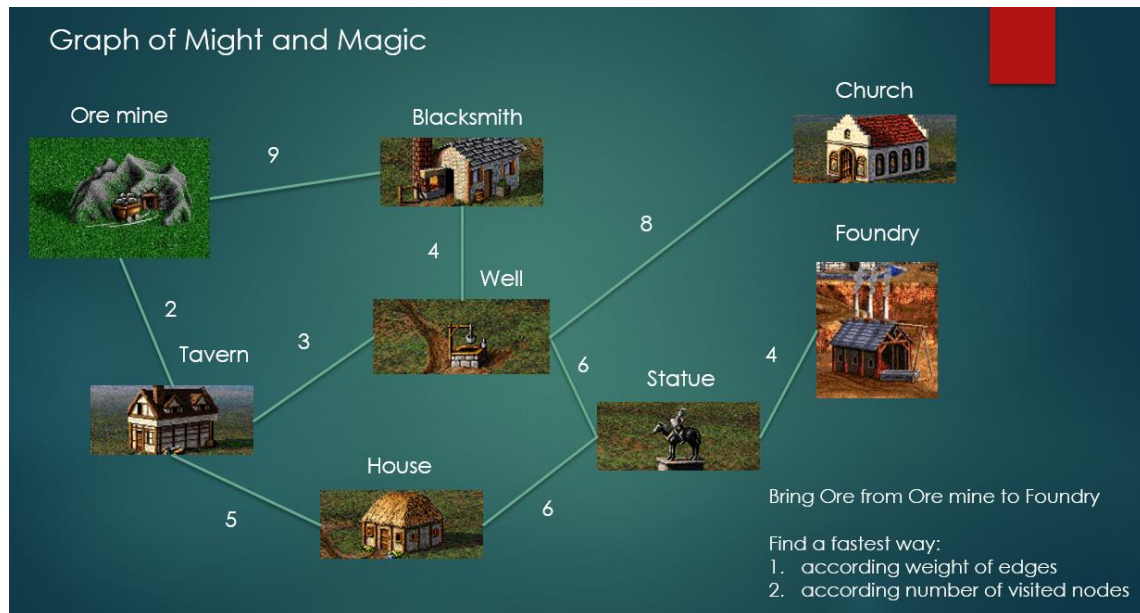 Graph of Might and Magic
Ore mine
Blacksmith
Church
9
8
Foundry
4
Well
2
3
Tavern
6
4
Statue
House
5
6
Bring Ore from Ore mine to Foundry
Find a fastest way:
1. according weight of edges
2. according number of visited nodes